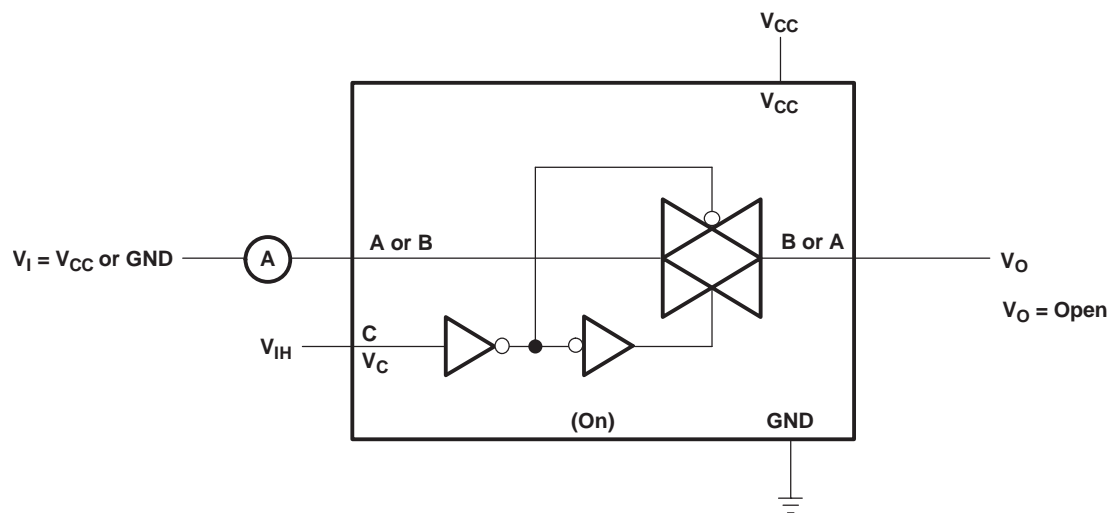 VCC
VCC
A or B
B or A
VI = VCC or GND
A
VO
VO = Open
C
VIH
VC
(On)
GND